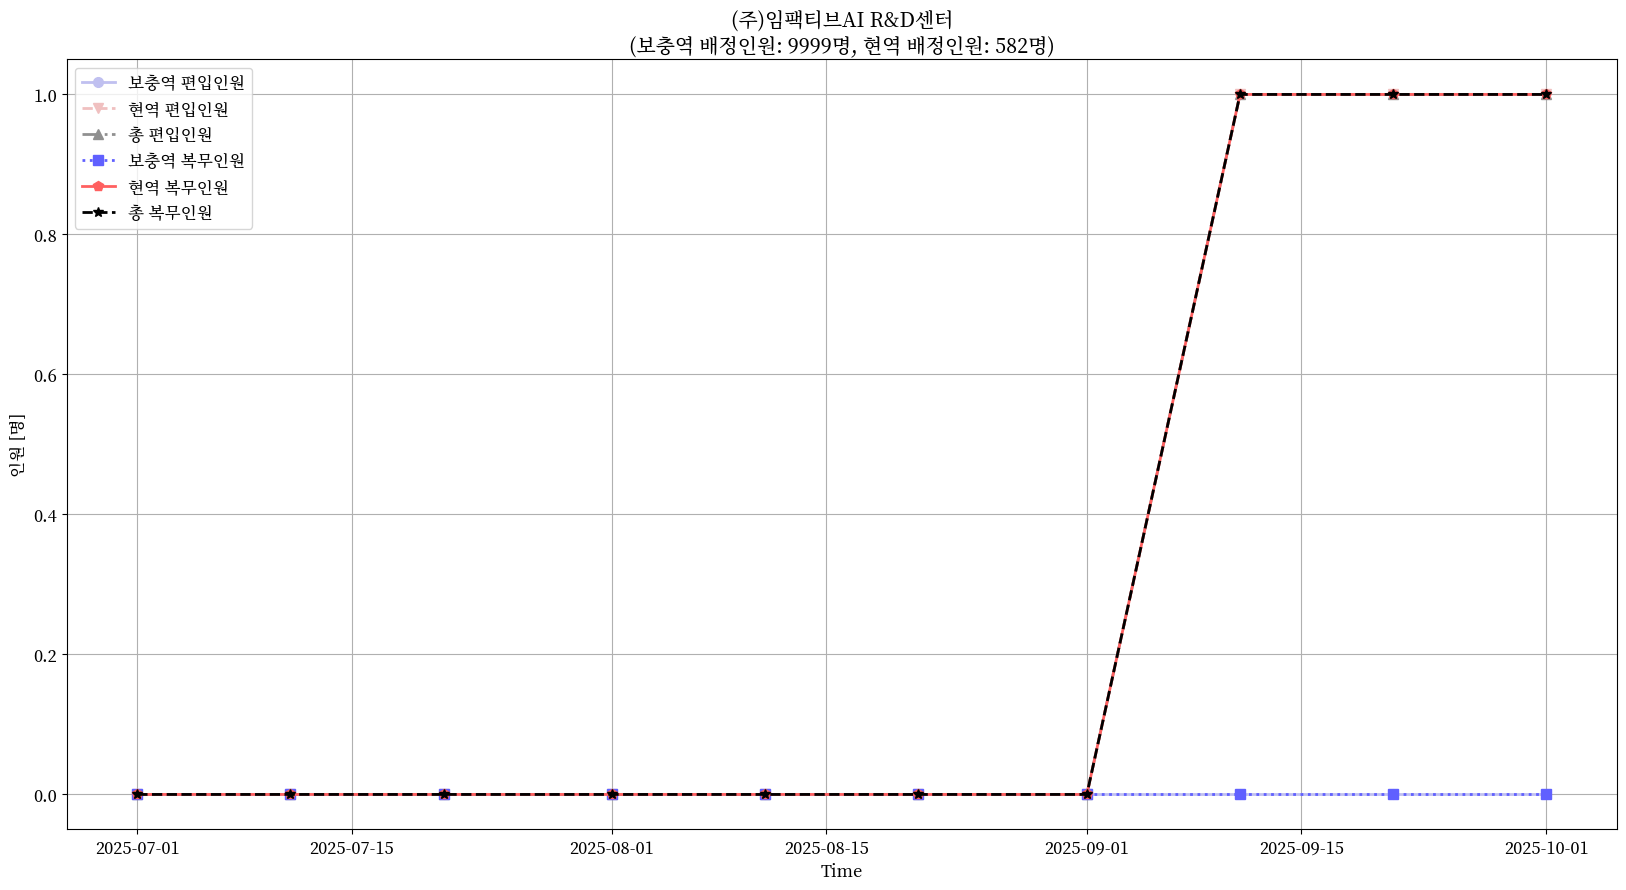 (주)임팩티브AI R&D센터
(보충역 배정인원: 9999명, 현역 배정인원: 582명)
보충역 편입인원
현역 편입인원
총 편입인원
보충역 복무인원
현역 복무인원
총 복무인원
1.0
0.8
0.6
0.4
0.2
0.0
인원 [명]
2025-07-01 2025-07-15 2025-08-01 2025-08-15 2025-09-01 2025-09-15 2025-10-01
Time